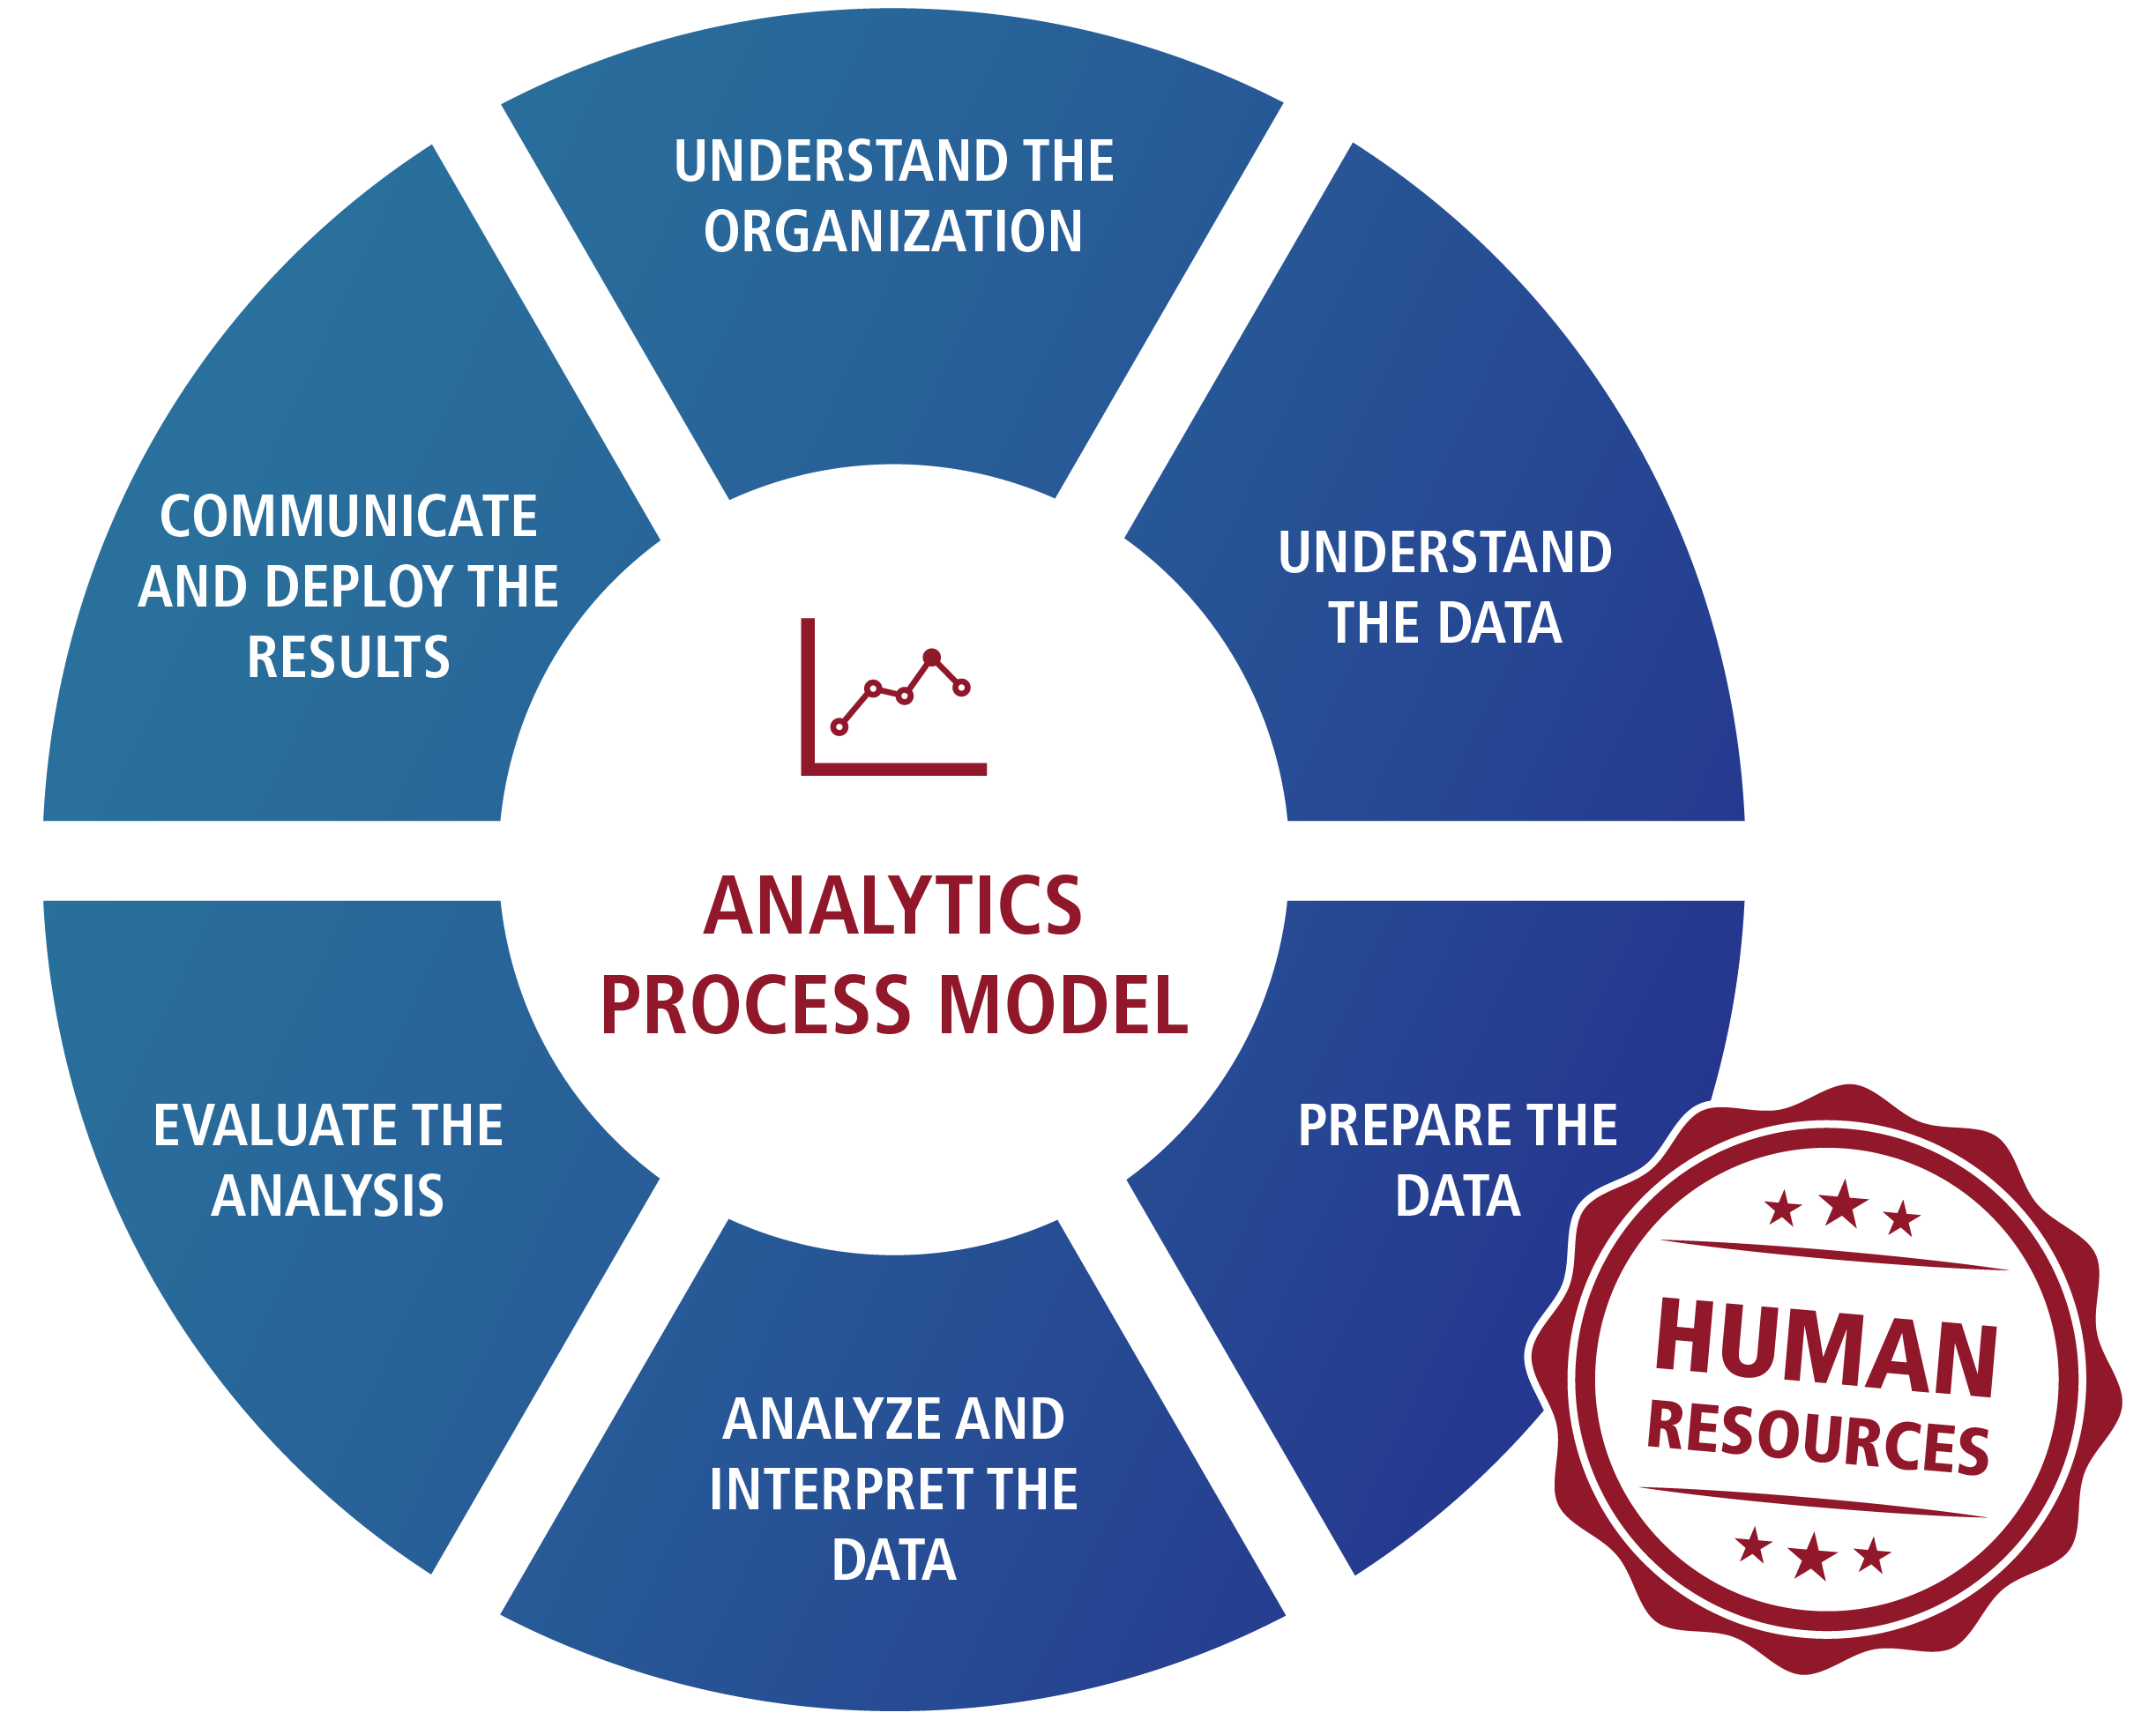 UNDERSTAND THE
ORGANIZATION
UNDERSTAND
THE DATA
PREPARE THE
DATA
ANALYZE AND
INTERPRET THE
DATA
EVALUATE THE
ANALYSIS
COMMUNICATE
AND DEPLOY THE
RESULTS
ANALYTICS
PROCESS MODEL
HUMAN
RESOURCES